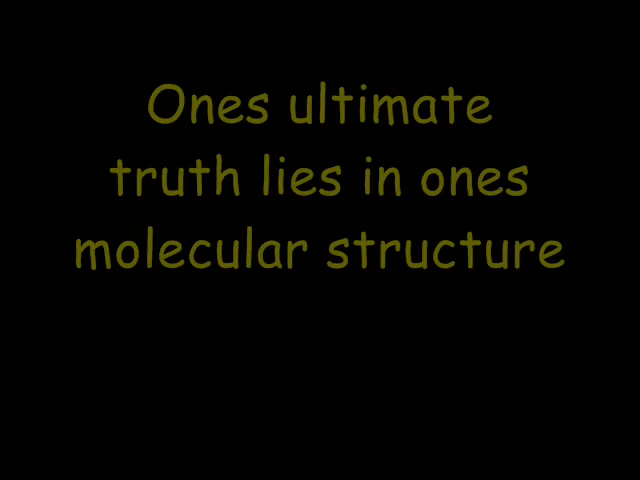 Ones ultimate
truth lies in ones
molecular structure